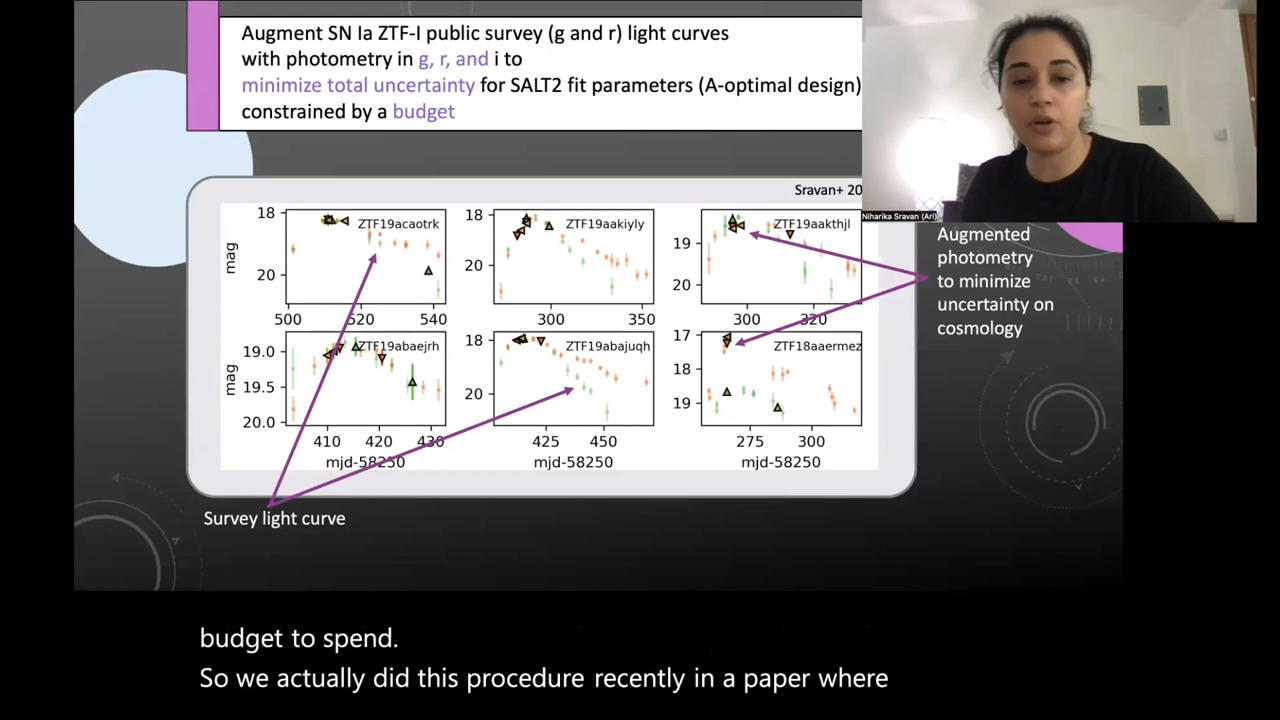 Augment SN Ia ZTF-I public survey (g and r) light curves
with photometry in g, r, and i to
minimize total uncertainty for SALT2 fit parameters (A-optimal design)
constrained by a budget
Niharika Sravan (Ari)
Sravan+ 20
18
20
mag
500
520
540
ZTF19acaotrk
18
20
300
350
ZTF19aakiyly
19
20
300
320
ZTF19aakthjl
Augmented
photometry
to minimize
uncertainty on
cosmology
19.0
19.5
20.0
mag
410
420
430
mjd-58250
ZTF19abaejrh
18
20
425
450
mjd-58250
ZTF19abajuqh
17
18
19
275
300
mjd-58250
ZTF18aaermez
Survey light curve
budget to spend.
So we actually did this procedure recently in a paper where